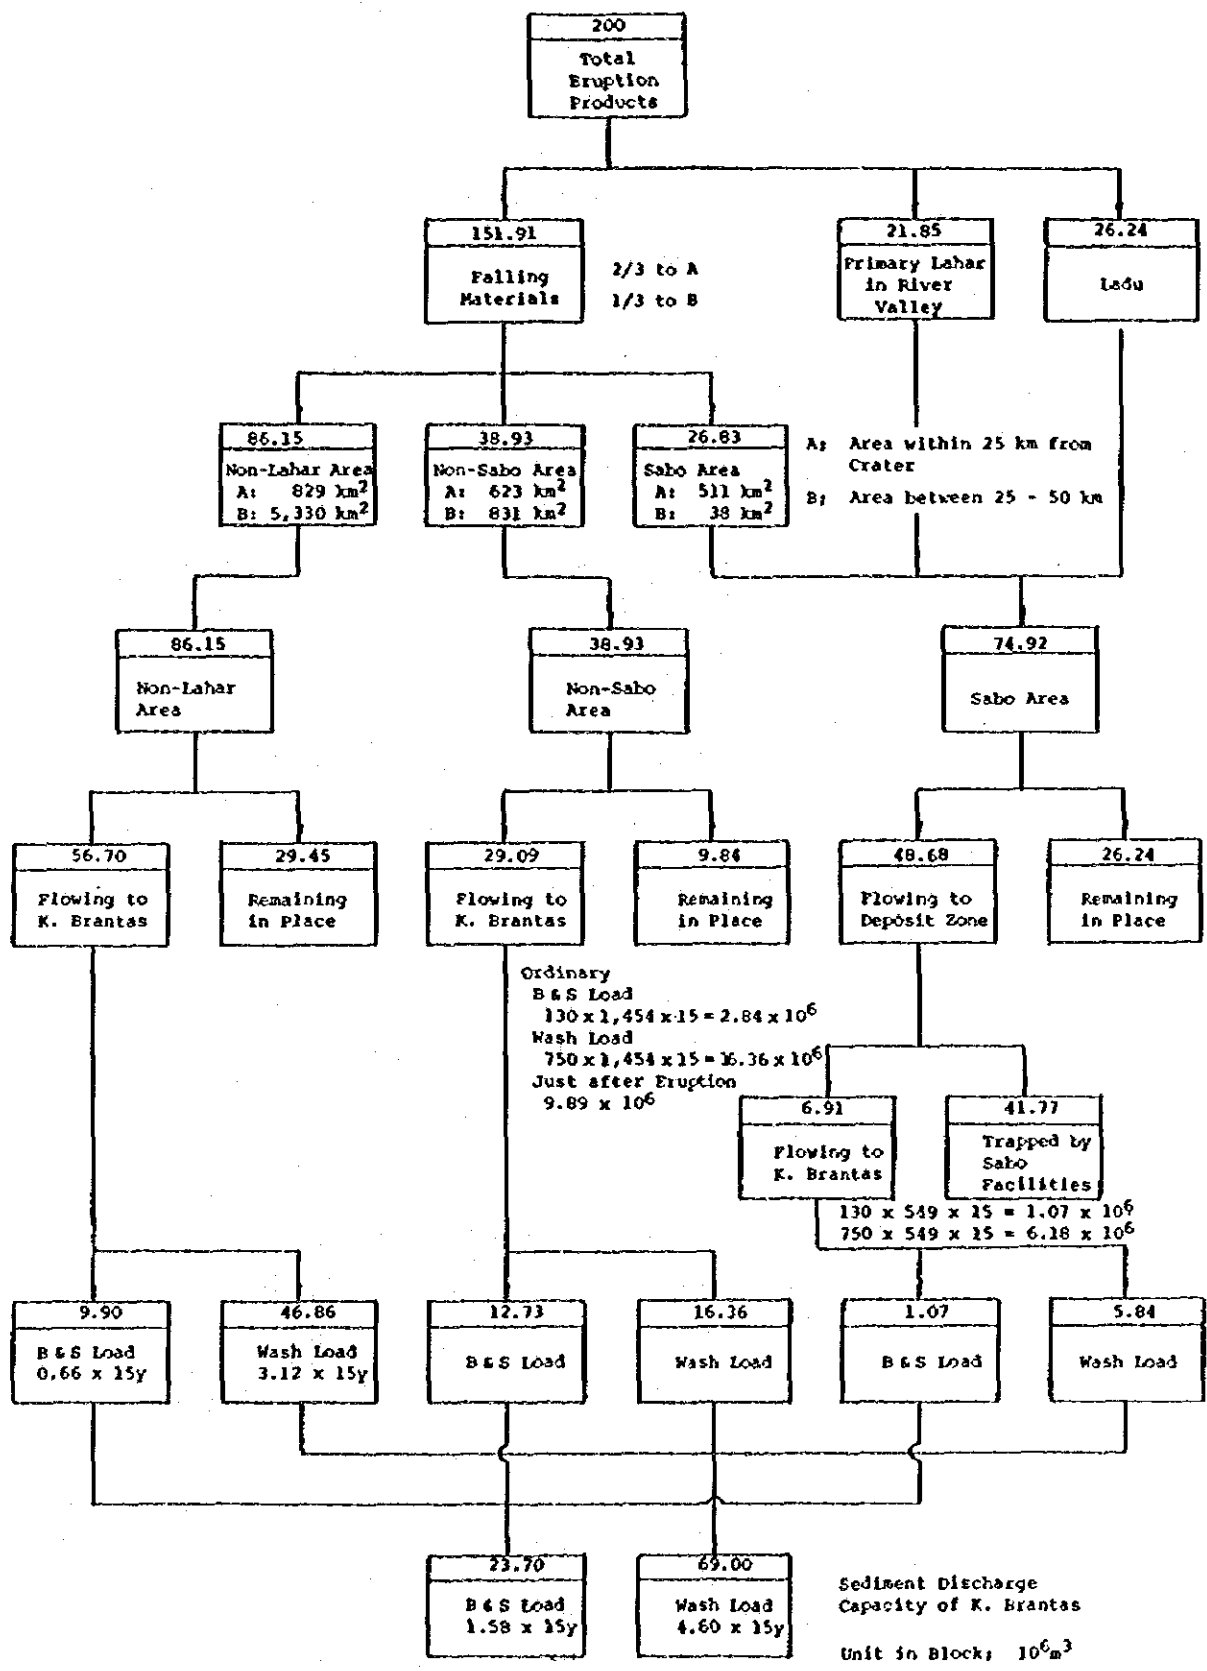 200
Total
Eruption
Products
151.91
Falling
Materials
2/3 to A
1/3 to B
21.85
Primary Lahar
in River
Valley
26.24
Ladu
86.15
Non-Lahar Area
A: 829 km²
B: 5,330 km²
38.93
Non-Sabo Area
A: 623 km²
B: 831 km²
26.83
Sabo Area
A: 511 km²
B: 38 km²
A; Area within 25 km from
Crater
B; Area between 25 - 50 km
86.15
Non-Lahar
Area
38.93
Non-Sabo
Area
74.92
Sabo Area
56.70
Flowing to
K. Brantas
29.45
Remaining
in Place
29.09
Flowing to
K. Brantas
9.84
Remaining
in Place
48.68
Flowing to
Deposit Zone
26.24
Remaining
in Place
Ordinary
B & S Load
130 x 1,454 x 15 = 2.84 x 10⁶
Wash Load
750 x 1,454 x 15 = 16.36 x 10⁶
Just after Eruption
9.89 x 10⁶
6.91
Flowing to
K. Brantas
41.77
Trapped by
Sabo
Facilities
130 x 549 x 15 = 1.07 x 10⁶
750 x 549 x 15 = 6.18 x 10⁶
9.90
B & S Load
0.66 x 15y
46.86
Wash Load
3.12 x 15y
12.73
B & S Load
16.36
Wash Load
1.07
B & S Load
5.84
Wash Load
23.70
B & S Load
1.58 x 15y
69.00
Wash Load
4.60 x 15y
Sediment Discharge
Capacity of K. Brantas
Unit in Block; 10⁶m³